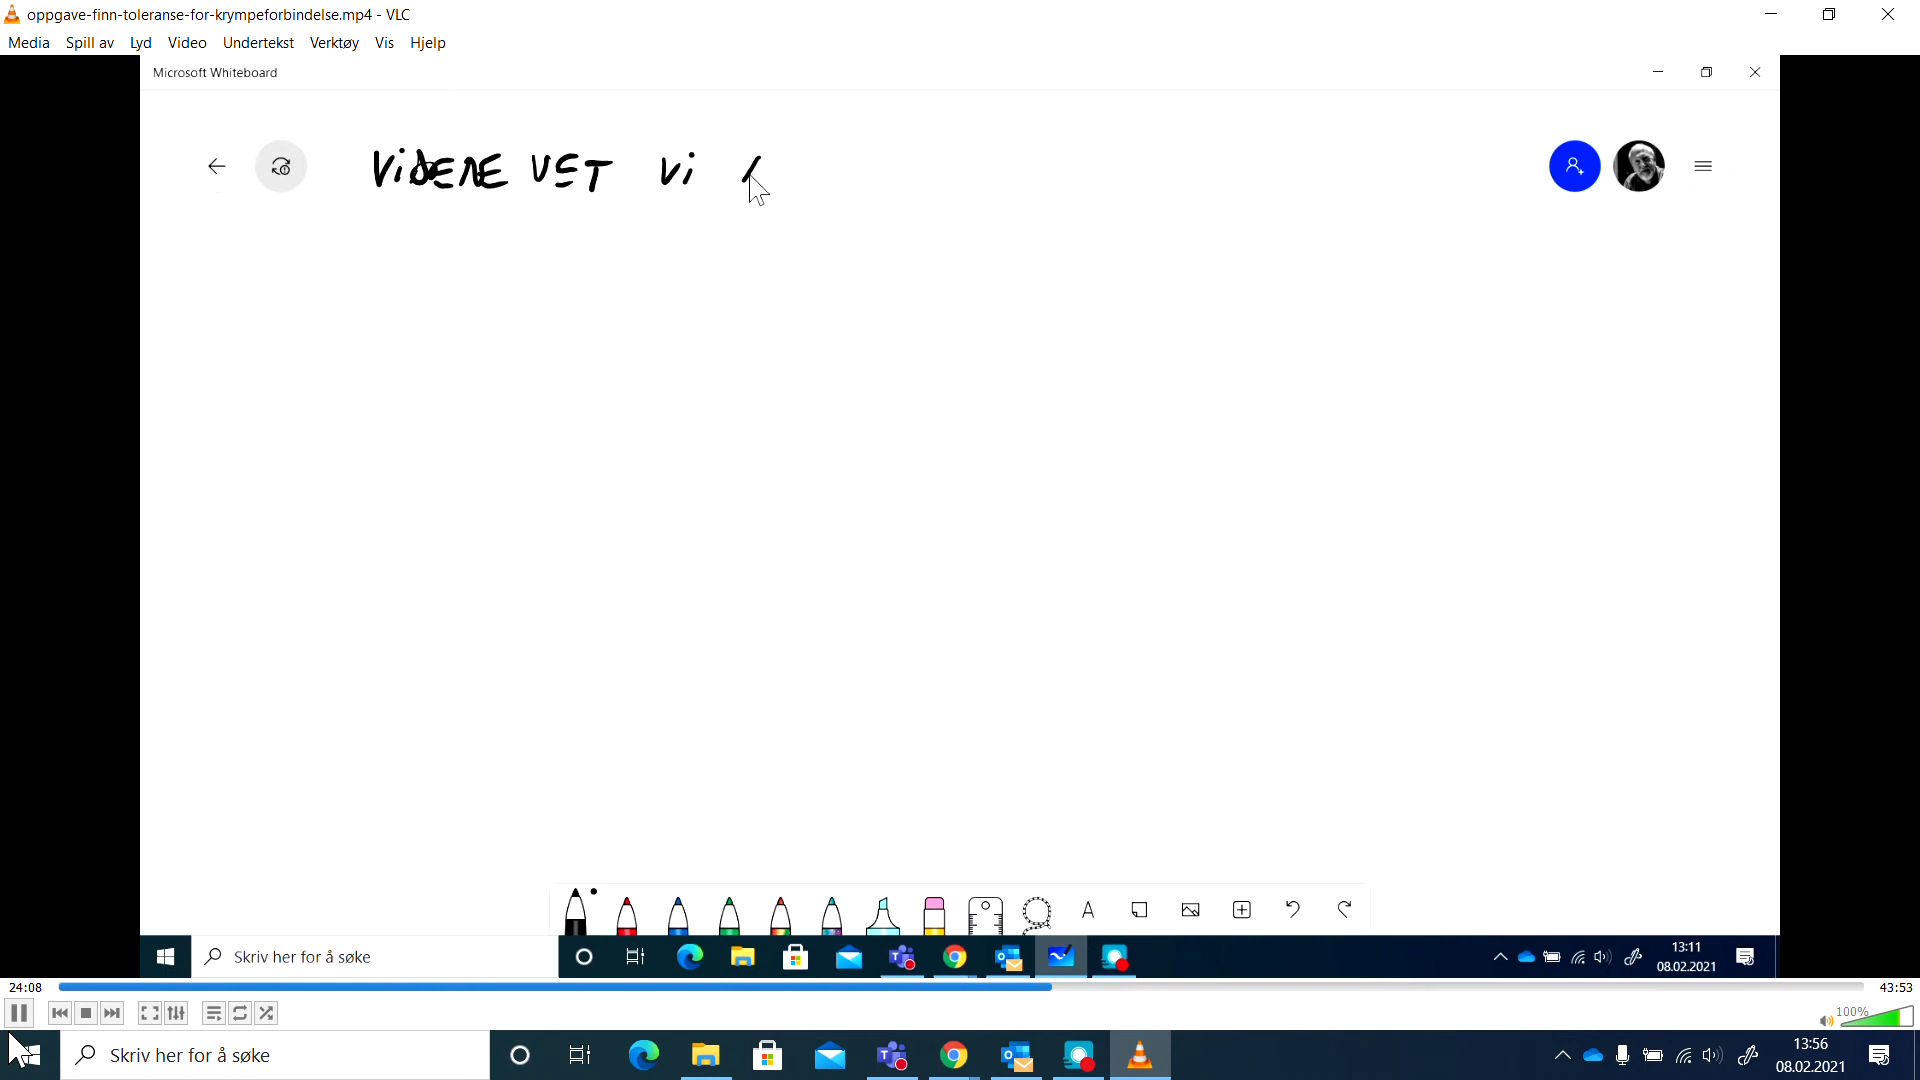 oppgave-finn-toleranse-for-krympeforbindelse.mp4 - VLC
Media Spill av Lyd Video Undertekst Verktøy Vis Hjelp
Microsoft Whiteboard
ViDERE VET Vi
A
Skriv her for å søke
13:11
08.02.2021
24:08
43:53
100%
Skriv her for å søke
13:56
08.02.2021